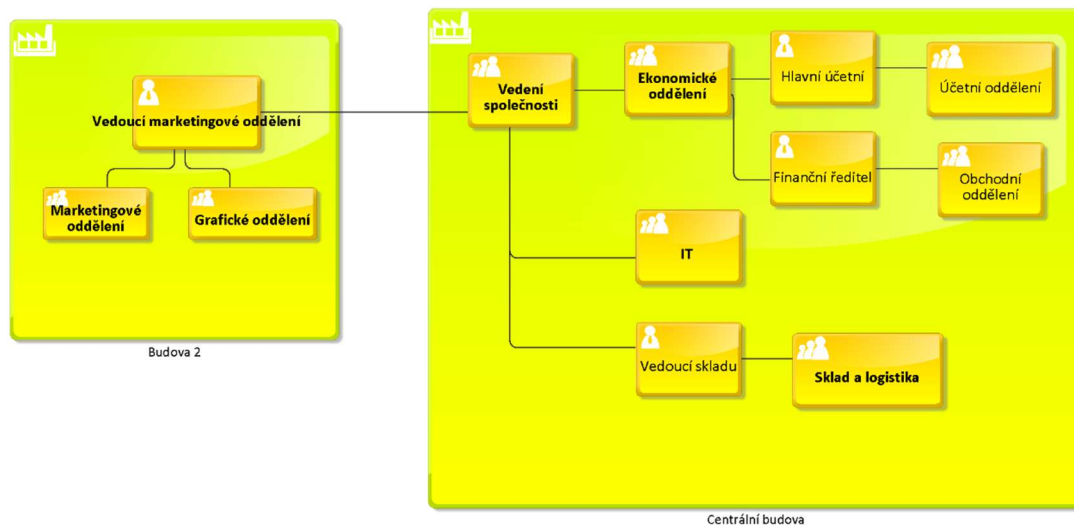 Vedoucí marketingové oddělení
Marketingové
oddělení
Grafické oddělení
Budova 2
Vedení
společnosti
Ekonomické
oddělení
Hlavní účetní
Účetní oddělení
Finanční ředítel
Obchodní
oddělení
IT
Vedoucí skladu
Sklad a logistika
Centrální budova